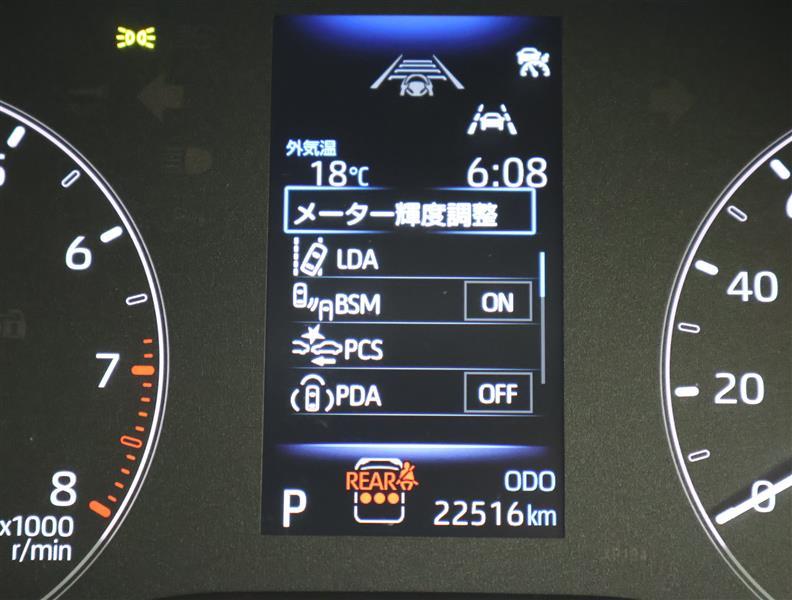 外気温
18°C 6:08
メーター輝度調整
LDA
BSM ON
PCS
PDA OFF
REAR
P
ODO
22516km
6
7
8
x1000
r/min
40
20
0